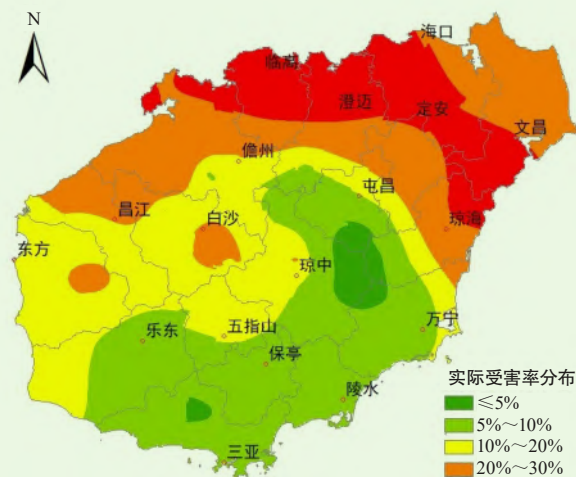 N
海口
临高
澄迈
定安
文昌
儋州
屯昌
昌江
白沙
琼海
东方
琼中
万宁
乐东
五指山
保亭
陵水
三亚
实际受害率分布
≤5%
5%～10%
10%～20%
20%～30%